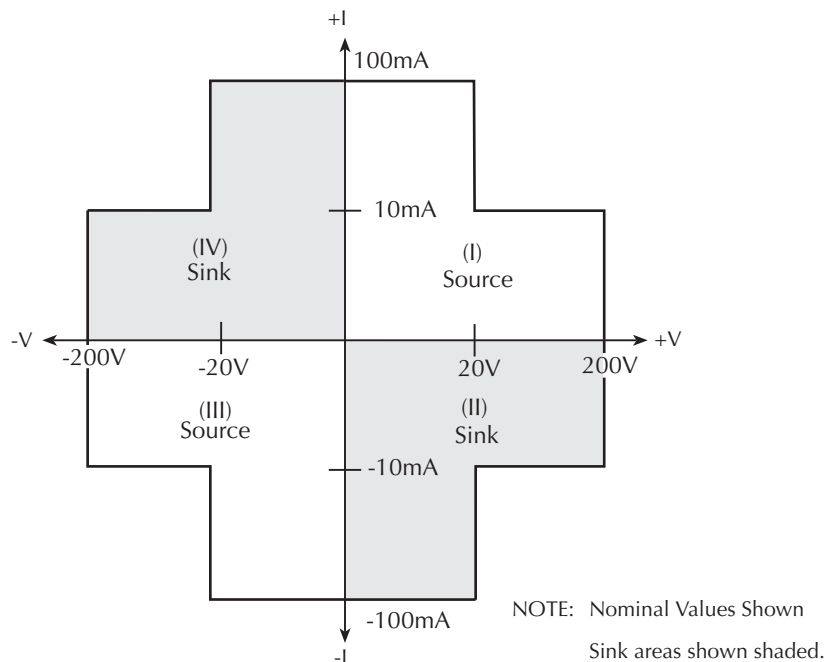 +I
100mA
10mA
(IV)
Sink
(I)
Source
-V
+V
-200V
-20V
20V
200V
(III)
Source
(II)
Sink
-10mA
-100mA
-I
NOTE: Nominal Values Shown
Sink areas shown shaded.